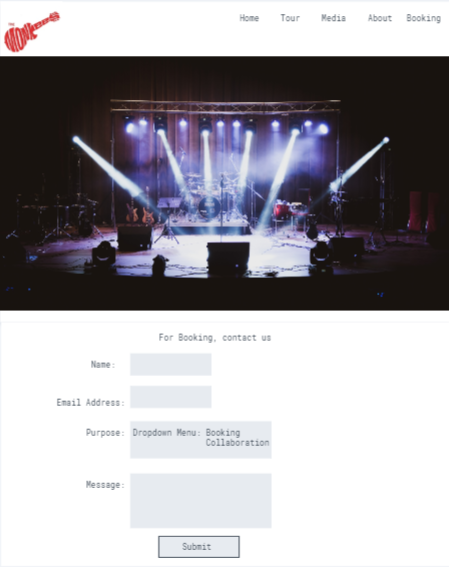 THE
MONKEES
Home Tour Media About Booking
For Booking, contact us
Name:
Email Address:
Purpose: Dropdown Menu: Booking
Collaboration
Message:
Submit